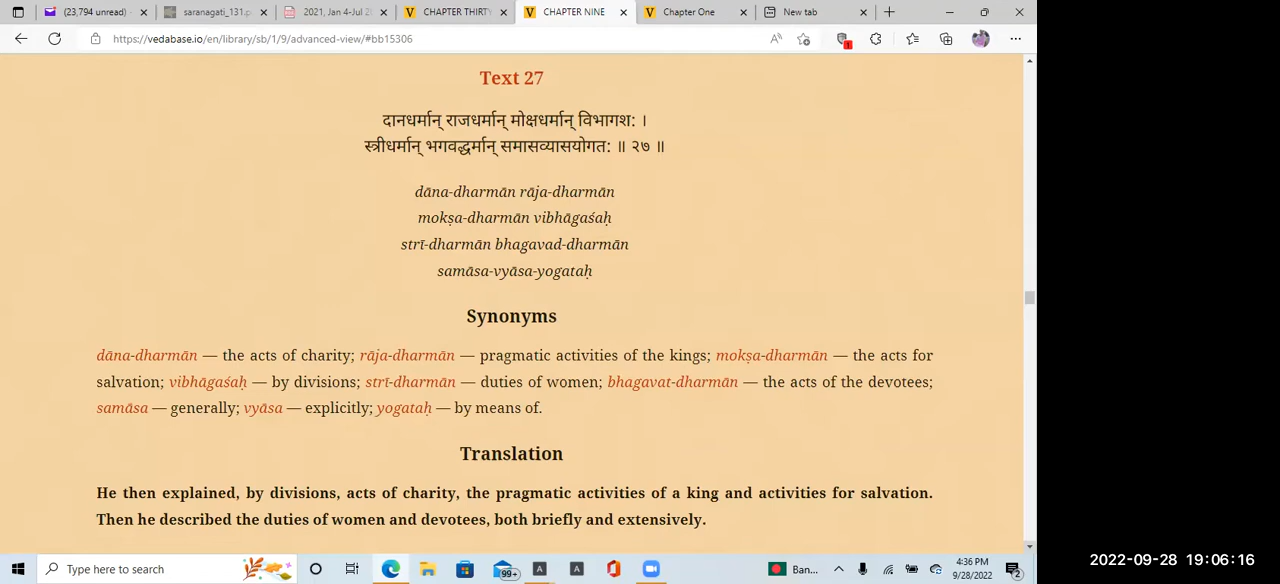 (23,794 unread)
saranagati_131.p
2021, Jan 4-Jul 2
CHAPTER THIRTY
CHAPTER NINE
Chapter One
New tab
https://vedabase.io/en/library/sb/1/9/advanced-view/#bb15306
1
Text 27
दानधर्मान् राजधर्मान् मोक्षधर्मान् विभागश: ।
स्त्रीधर्मान् भगवद्धर्मान् समासव्यासयोगत: ॥ २७ ॥
dāna-dharmān rāja-dharmān
mokṣa-dharmān vibhāgaśaḥ
strī-dharmān bhagavad-dharmān
samāsa-vyāsa-yogataḥ
Synonyms
dāna-dharmān — the acts of charity; rāja-dharmān — pragmatic activities of the kings; mokṣa-dharmān — the acts for
salvation; vibhāgaśaḥ — by divisions; strī-dharmān — duties of women; bhagavat-dharmān — the acts of the devotees;
samāsa — generally; vyāsa — explicitly; yogataḥ — by means of.
Translation
He then explained, by divisions, acts of charity, the pragmatic activities of a king and activities for salvation.
Then he described the duties of women and devotees, both briefly and extensively.
Type here to search
99+
Ban...
4:36 PM
9/28/2022
2
2022-09-28 19:06:16